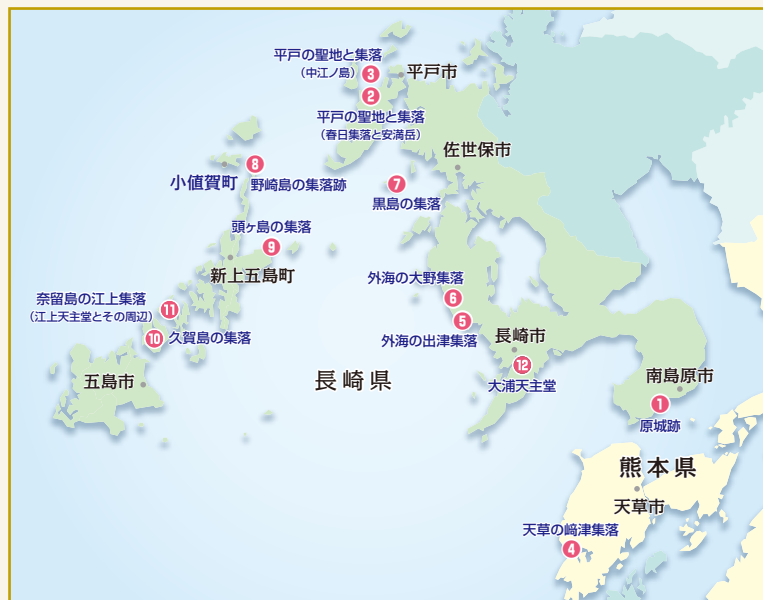 平戸の聖地と集落
（中江ノ島）
3
平戸市
2
平戸の聖地と集落
（春日集落と安満岳）
佐世保市
8
小値賀町
野崎島の集落跡
7
黒島の集落
頭ヶ島の集落
9
新上五島町
外海の大野集落
6
奈留島の江上集落
（江上天主堂とその周辺）
11
5
外海の出津集落
10
久賀島の集落
長崎市
12
大浦天主堂
五島市
長崎県
南島原市
1
原城跡
熊本県
天草市
天草の﨑津集落
4